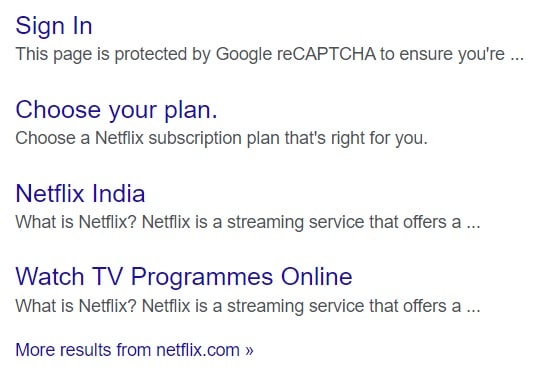 Sign In
This page is protected by Google reCAPTCHA to ensure you're ...
Choose your plan.
Choose a Netflix subscription plan that's right for you.
Netflix India
What is Netflix? Netflix is a streaming service that offers a ...
Watch TV Programmes Online
What is Netflix? Netflix is a streaming service that offers a ...
More results from netflix.com »